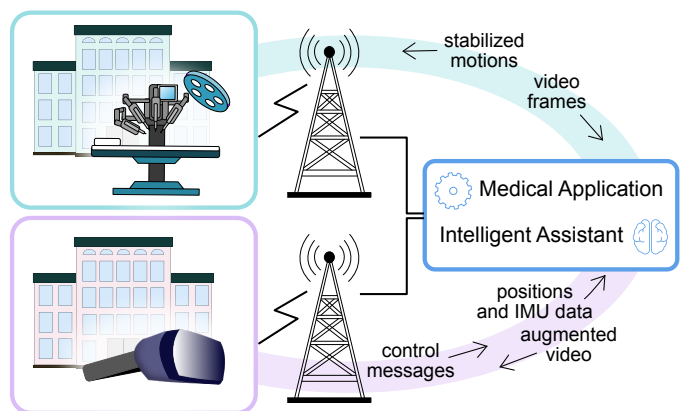 stabilized
motions
video
frames
Medical Application
Intelligent Assistant
positions
and IMU data
augmented
video
control
messages